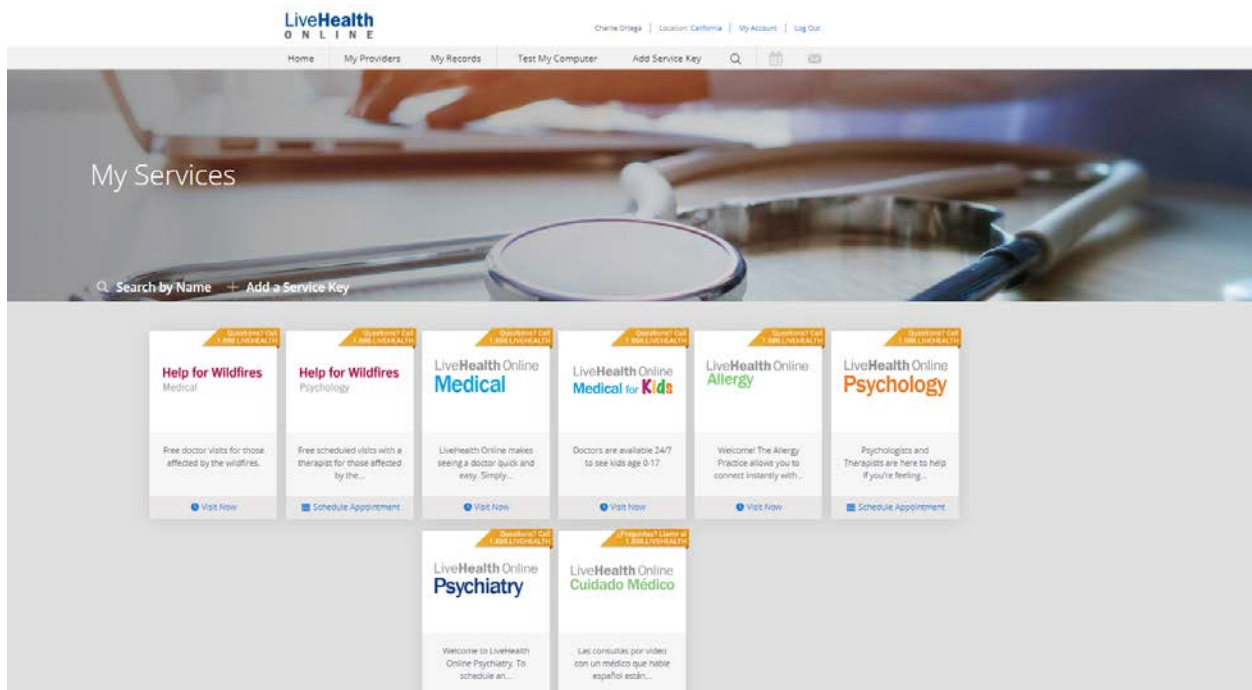 LiveHealth
ONLINE
Charlie Ortega | Location: California | My Account | Log Out
Home My Providers My Records Test My Computer Add Service Key
My Services
Search by Name + Add a Service Key
Questions? Call
1.888.LIVEHEALTH
Help for Wildfires
Medical
Free doctor visits for those
affected by the wildfires.
Visit Now
Questions? Call
1.888.LIVEHEALTH
Help for Wildfires
Psychology
Free scheduled visits with a
therapist for those affected
by the...
Schedule Appointment
Questions? Call
1.888.LIVEHEALTH
LiveHealth Online
Medical
LiveHealth Online makes
seeing a doctor quick and
easy. Simply...
Visit Now
Questions? Call
1.888.LIVEHEALTH
LiveHealth Online
Medical for Kids
Doctors are available 24/7
to see kids age 0-17
Visit Now
Questions? Call
1.888.LIVEHEALTH
LiveHealth Online
Allergy
Welcome! The Allergy
Practice allows you to
connect instantly with...
Visit Now
Questions? Call
1.888.LIVEHEALTH
LiveHealth Online
Psychology
Psychologists and
Therapists are here to help
if you're feeling...
Schedule Appointment
Questions? Call
1.888.LIVEHEALTH
LiveHealth Online
Psychiatry
Welcome to LiveHealth
Online Psychiatry. To
schedule an...
¿Preguntas? Llame al
1.888.LIVEHEALTH
LiveHealth Online
Cuidado Médico
Las consultas por video
con un médico que hable
español están...